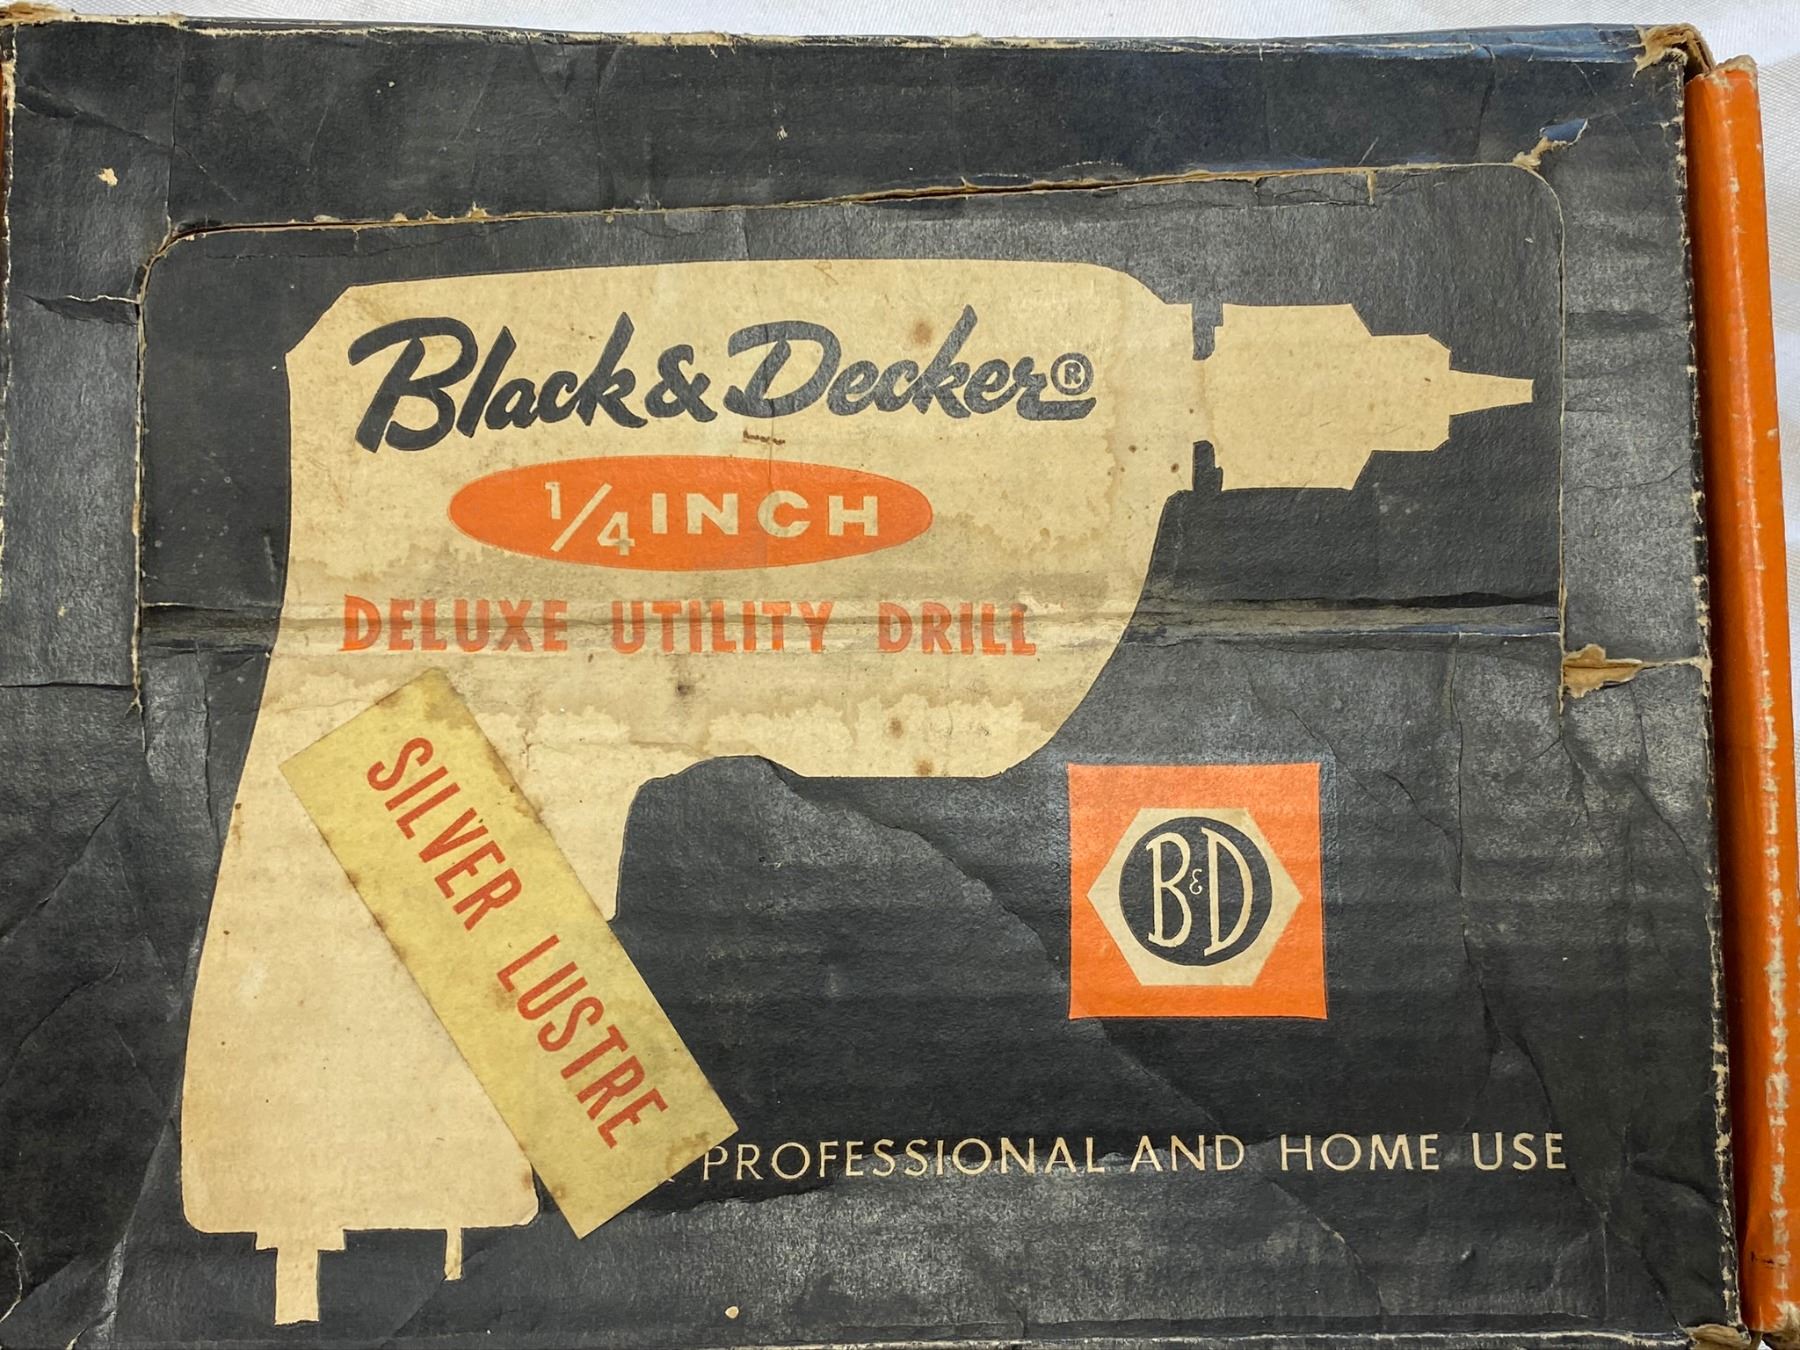 Black & Decker®
1/4 INCH
DELUXE UTILITY DRILL
SILVER LUSTRE
B&D
PROFESSIONAL AND HOME USE